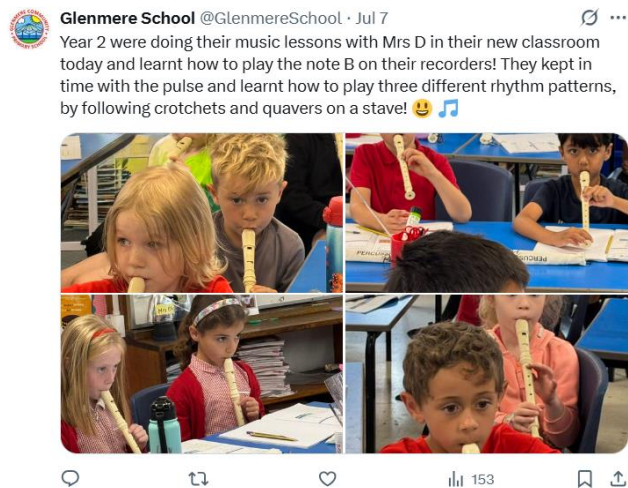 Glenmere School @GlenmereSchool · Jul 7
Year 2 were doing their music lessons with Mrs D in their new classroom
today and learnt how to play the note B on their recorders! They kept in
time with the pulse and learnt how to play three different rhythm patterns,
by following crotchets and quavers on a stave! 😃 🎵
153